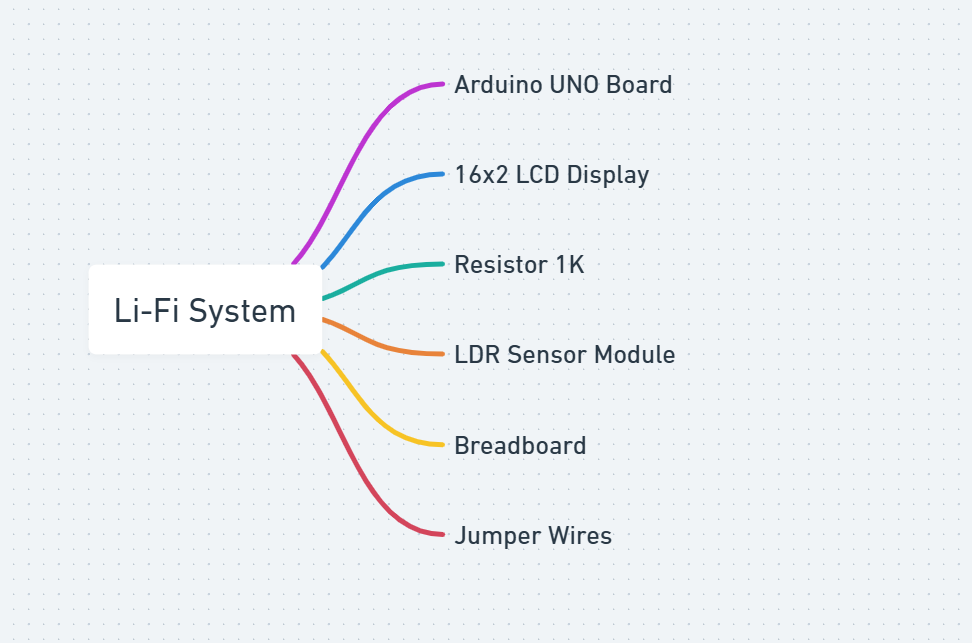 Arduino UNO Board
16x2 LCD Display
Resistor 1K
Li-Fi System
LDR Sensor Module
Breadboard
Jumper Wires